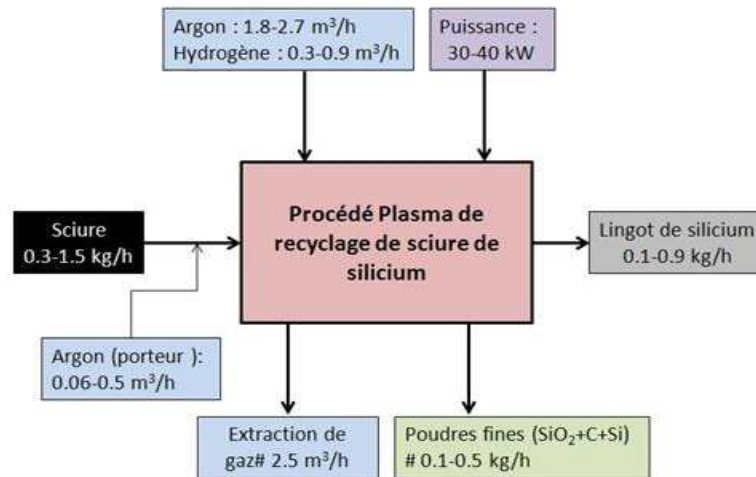 Argon : 1.8-2.7 m³/h
Hydrogène : 0.3-0.9 m³/h
Puissance :
30-40 kW
Sciure
0.3-1.5 kg/h
Procédé Plasma de
recyclage de sciure de
silicium
Lingot de silicium
0.1-0.9 kg/h
Argon (porteur ):
0.06-0.5 m³/h
Extraction de
gaz# 2.5 m³/h
Poudres fines (SiO₂+C+Si)
# 0.1-0.5 kg/h